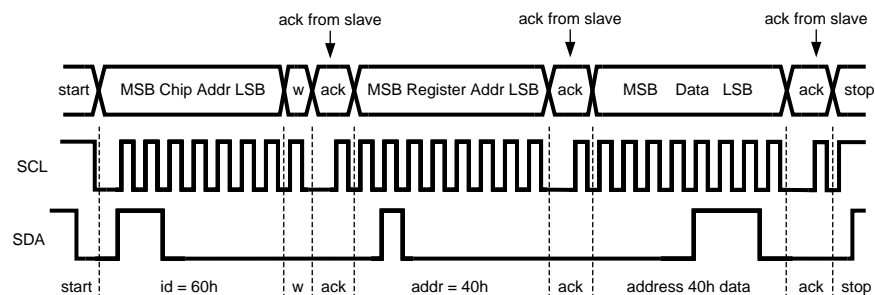 ack from slave ack from slave ack from slave
start MSB Chip Addr LSB w ack MSB Register Addr LSB ack MSB Data LSB ack stop
SCL
SDA
start id = 60h w ack addr = 40h ack address 40h data ack stop